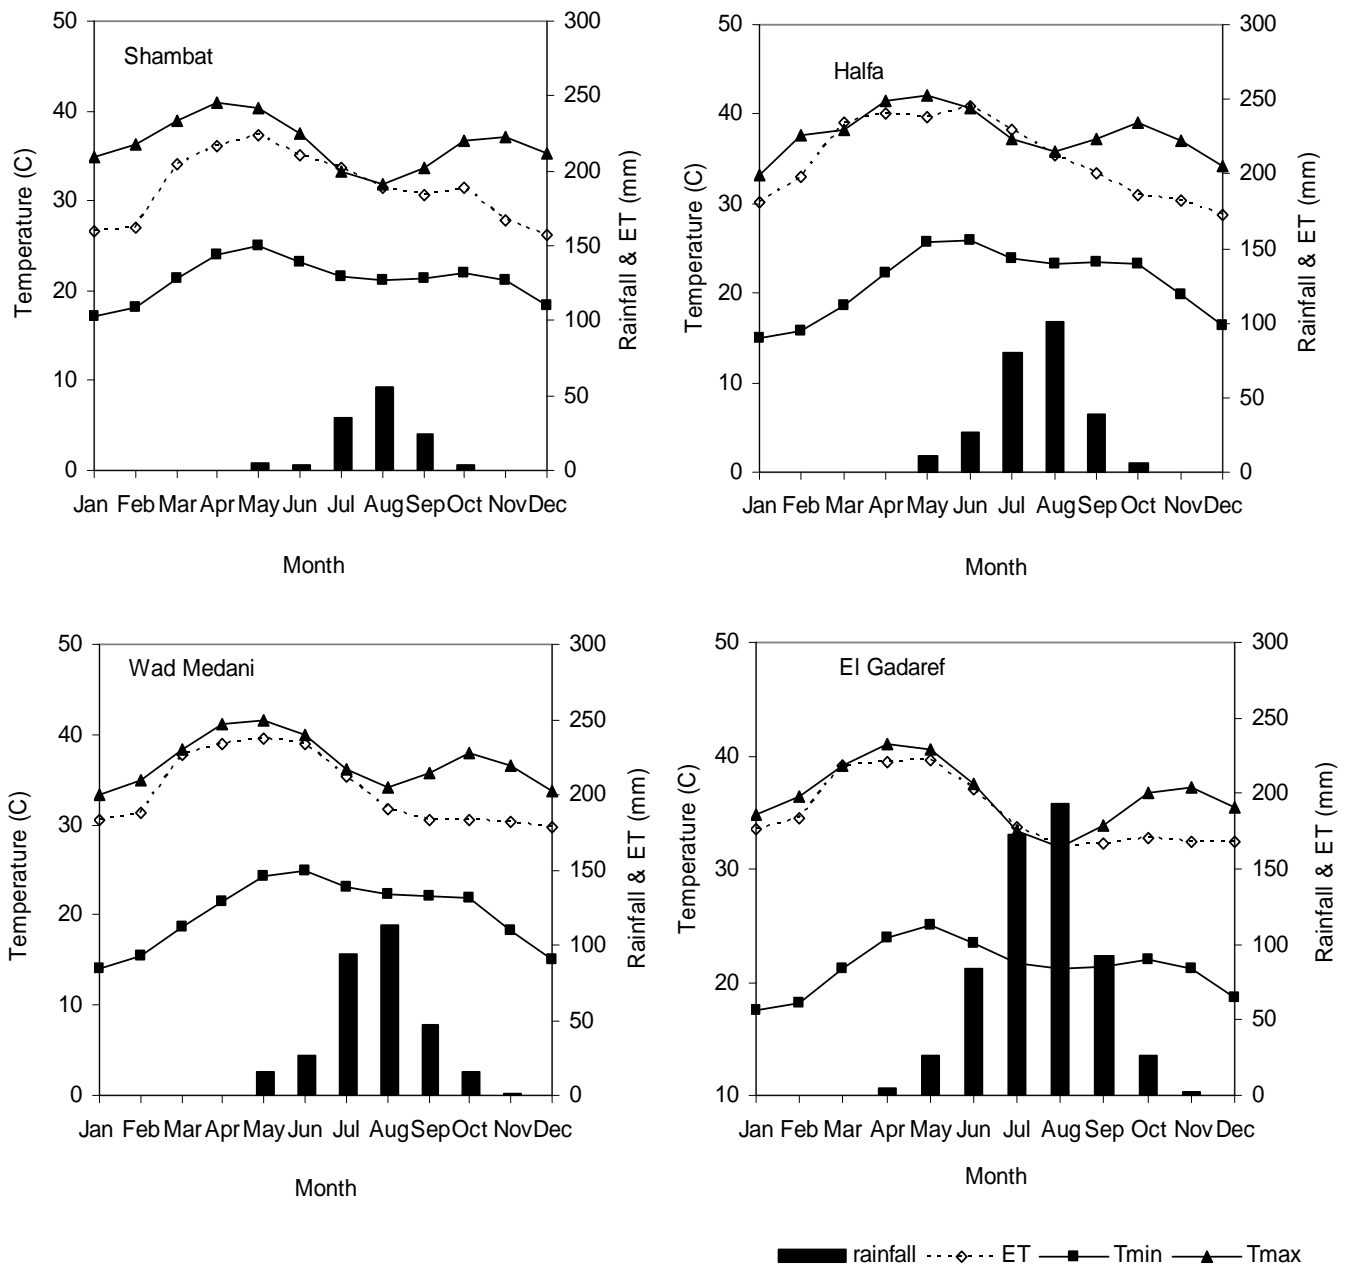 Shambat
50
40
30
20
10
0
Temperature (C)
300
250
200
150
100
50
0
Rainfall & ET (mm)
Jan Feb Mar Apr May Jun Jul Aug Sep Oct Nov Dec
Month
Halfa
50
40
30
20
10
0
Temperature (C)
300
250
200
150
100
50
0
Rainfall & ET (mm)
Jan Feb Mar Apr May Jun Jul Aug Sep Oct Nov Dec
Month
Wad Medani
50
40
30
20
10
0
Temperature (C)
300
250
200
150
100
50
0
Rainfall & ET (mm)
Jan Feb Mar Apr May Jun Jul Aug Sep Oct Nov Dec
Month
El Gadaref
50
40
30
20
10
Temperature (C)
300
250
200
150
100
50
0
Rainfall & ET (mm)
Jan Feb Mar Apr May Jun Jul Aug Sep Oct Nov Dec
Month
rainfall ET Tmin Tmax